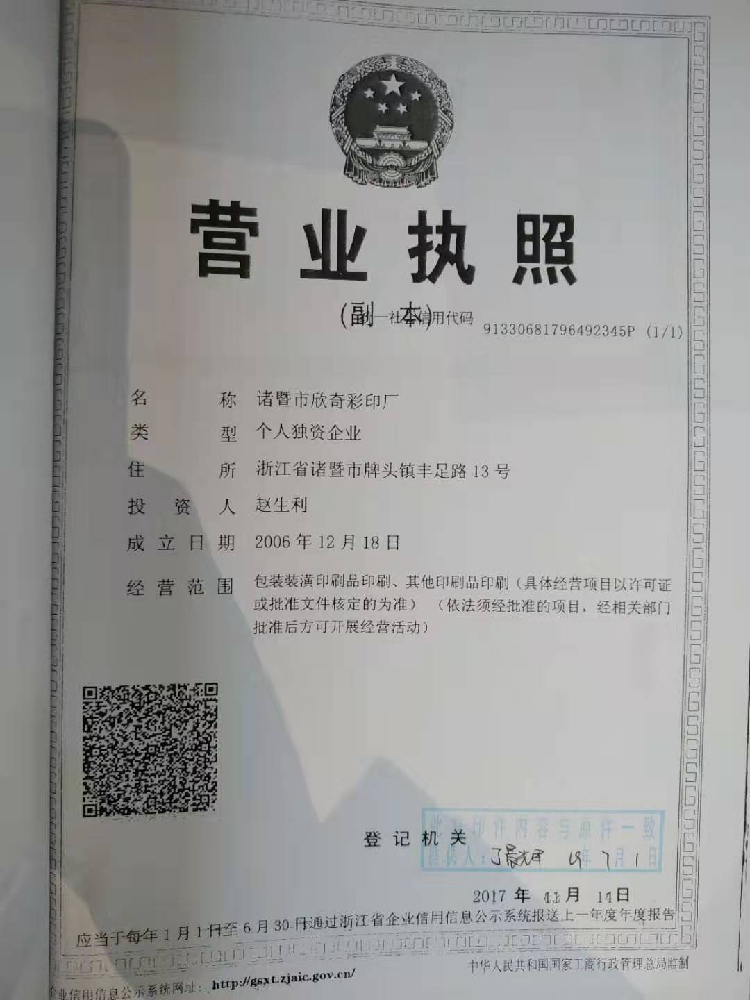 营业执照
(副 本)
统一社会信用代码
91330681796492345P (1/1)
名称 诸暨市欣奇彩印厂
类型 个人独资企业
住所 浙江省诸暨市牌头镇丰足路 13 号
投资人 赵生利
成立日期 2006 年 12 月 18 日
经营范围 包装装潢印刷品印刷、其他印刷品印刷(具体经营项目以许可证
或批准文件核定的为准) (依法须经批准的项目,经相关部门
批准后方可开展经营活动)
登记机关
此复印件内容与原件一致
提供人: 19年7月1日
2017 年 11月 14日
应当于每年 1 月 1 日至 6 月 30 日通过浙江省企业信用信息公示系统报送上一年度年度报告
企业信用信息公示系统网址: http://gsxt.zjaic.gov.cn/
中华人民共和国国家工商行政管理总局监制